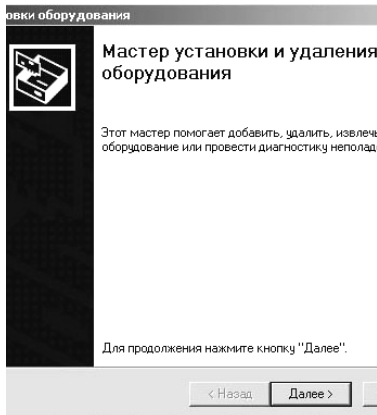 овки оборудования
Мастер установки и удаления
оборудования
Этот мастер помогает добавить, удалить, извлечь
оборудование или провести диагностику неполад
Для продолжения нажмите кнопку "Далее".
< Назад Далее >